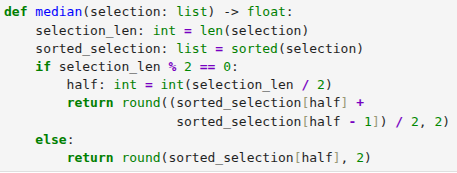 def median(selection: list) -> float:
    selection_len: int = len(selection)
    sorted_selection: list = sorted(selection)
    if selection_len % 2 == 0:
        half: int = int(selection_len / 2)
        return round((sorted_selection[half] +
                      sorted_selection[half - 1]) / 2, 2)
    else:
        return round(sorted_selection[half], 2)